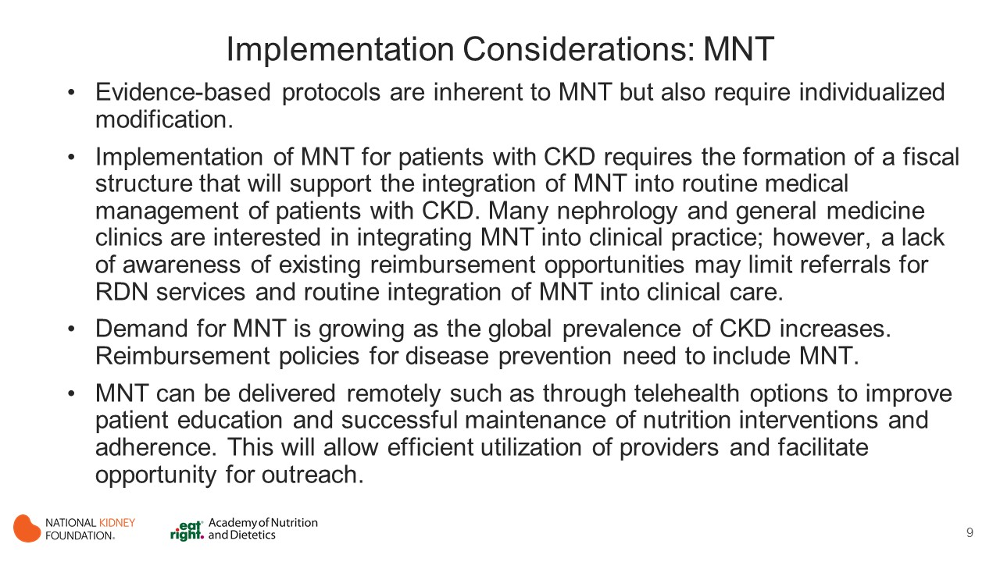 Implementation Considerations: MNT
• Evidence-based protocols are inherent to MNT but also require individualized
modification.
• Implementation of MNT for patients with CKD requires the formation of a fiscal
structure that will support the integration of MNT into routine medical
management of patients with CKD. Many nephrology and general medicine
clinics are interested in integrating MNT into clinical practice; however, a lack
of awareness of existing reimbursement opportunities may limit referrals for
RDN services and routine integration of MNT into clinical care.
• Demand for MNT is growing as the global prevalence of CKD increases.
Reimbursement policies for disease prevention need to include MNT.
• MNT can be delivered remotely such as through telehealth options to improve
patient education and successful maintenance of nutrition interventions and
adherence. This will allow efficient utilization of providers and facilitate
opportunity for outreach.
NATIONAL KIDNEY
FOUNDATION®
eat
right.
Academy of Nutrition
and Dietetics
9